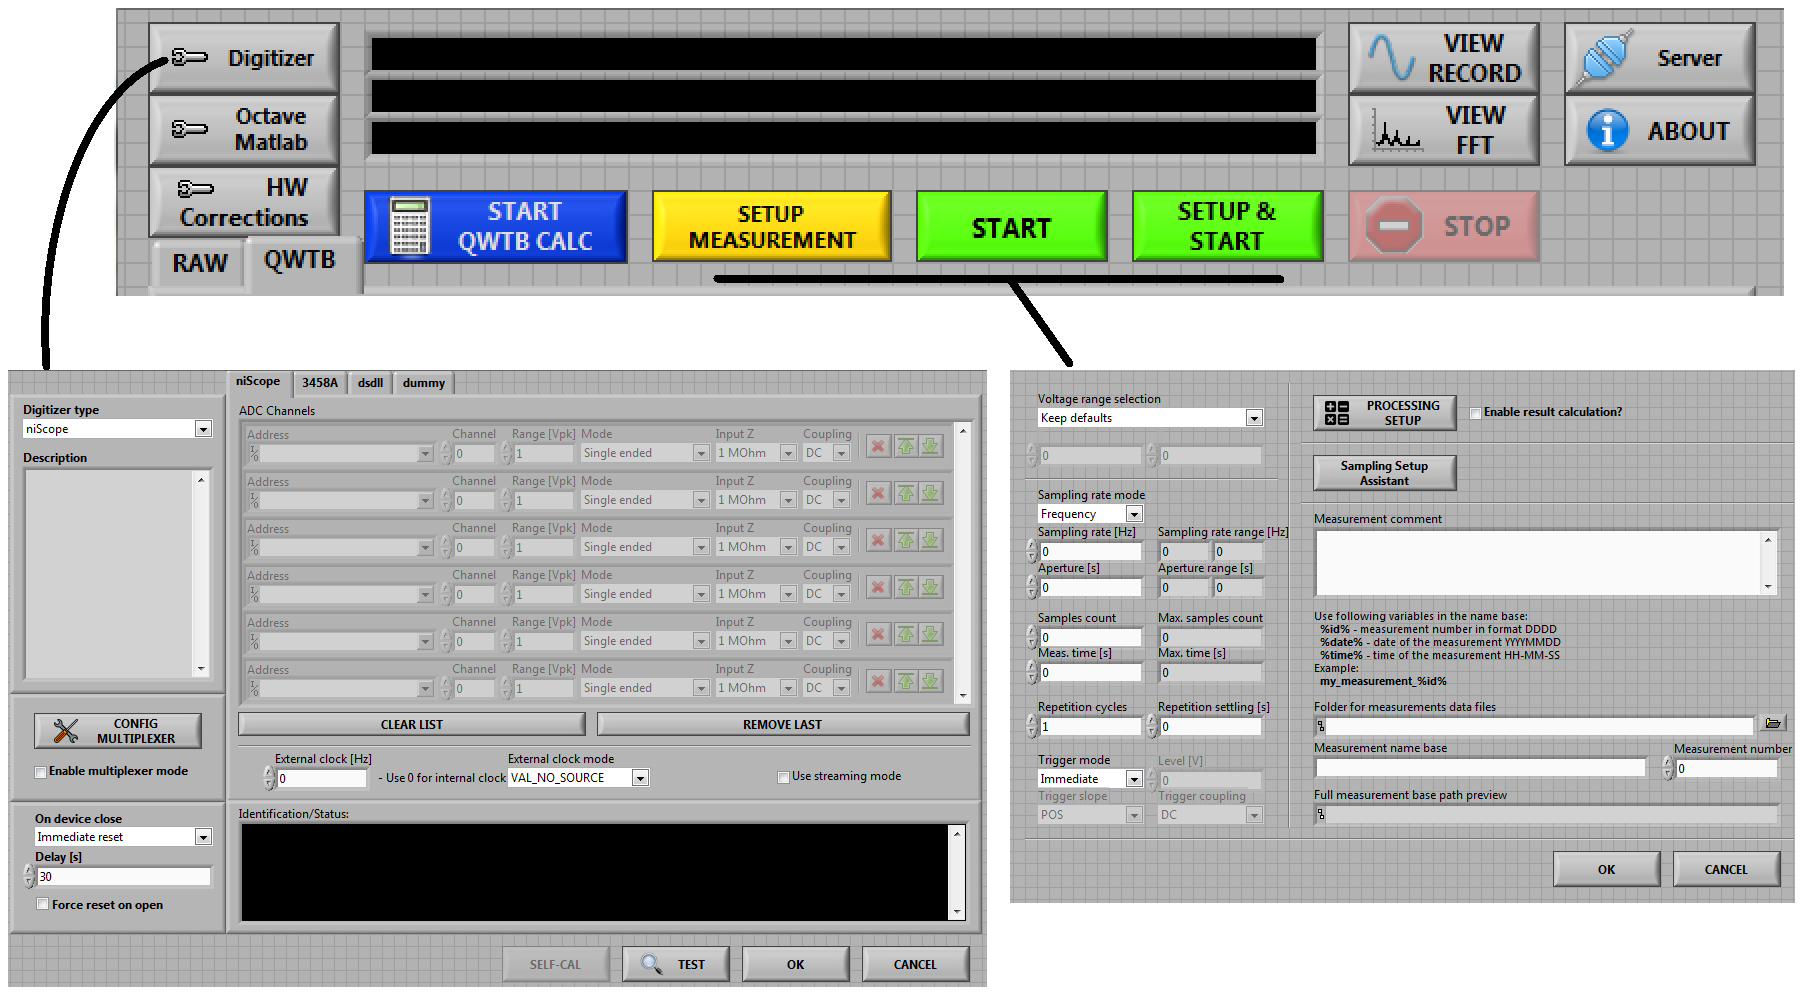 Digitizer
Octave
Matlab
HW
Corrections
RAW
QWTB
START
QWTB CALC
SETUP
MEASUREMENT
START
SETUP &
START
STOP
VIEW
RECORD
VIEW
FFT
Server
ABOUT
niScope 3458A dsdll dummy
Digitizer type
niScope
Description
CONFIG
MULTIPLEXER
Enable multiplexer mode
On device close
Immediate reset
Delay [s]
30
Force reset on open
ADC Channels
Address Channel Range [Vpk] Mode Input Z Coupling
0 1 Single ended 1 MOhm DC
Address Channel Range [Vpk] Mode Input Z Coupling
0 1 Single ended 1 MOhm DC
Address Channel Range [Vpk] Mode Input Z Coupling
0 1 Single ended 1 MOhm DC
Address Channel Range [Vpk] Mode Input Z Coupling
0 1 Single ended 1 MOhm DC
Address Channel Range [Vpk] Mode Input Z Coupling
0 1 Single ended 1 MOhm DC
Address Channel Range [Vpk] Mode Input Z Coupling
0 1 Single ended 1 MOhm DC
CLEAR LIST REMOVE LAST
External clock [Hz] External clock mode
0 - Use 0 for internal clock VAL_NO_SOURCE Use streaming mode
Identification/Status:
SELF-CAL TEST OK CANCEL
Voltage range selection
Keep defaults
0 0
Sampling rate mode
Frequency
Sampling rate [Hz] Sampling rate range [Hz]
0 0 0
Aperture [s] Aperture range [s]
0 0 0
Samples count Max. samples count
0 0
Meas. time [s] Max. time [s]
0 0
Repetition cycles Repetition settling [s]
1 0
Trigger mode Level [V]
Immediate 0
Trigger slope Trigger coupling
POS DC
PROCESSING
SETUP
Enable result calculation?
Sampling Setup
Assistant
Measurement comment
Use following variables in the name base:
%id% - measurement number in format DDDD
%date% - date of the measurement YYYYMMDD
%time% - time of the measurement HH-MM-SS
Example:
my_measurement_%id%
Folder for measurements data files
Measurement name base Measurement number
0
Full measurement base path preview
OK CANCEL